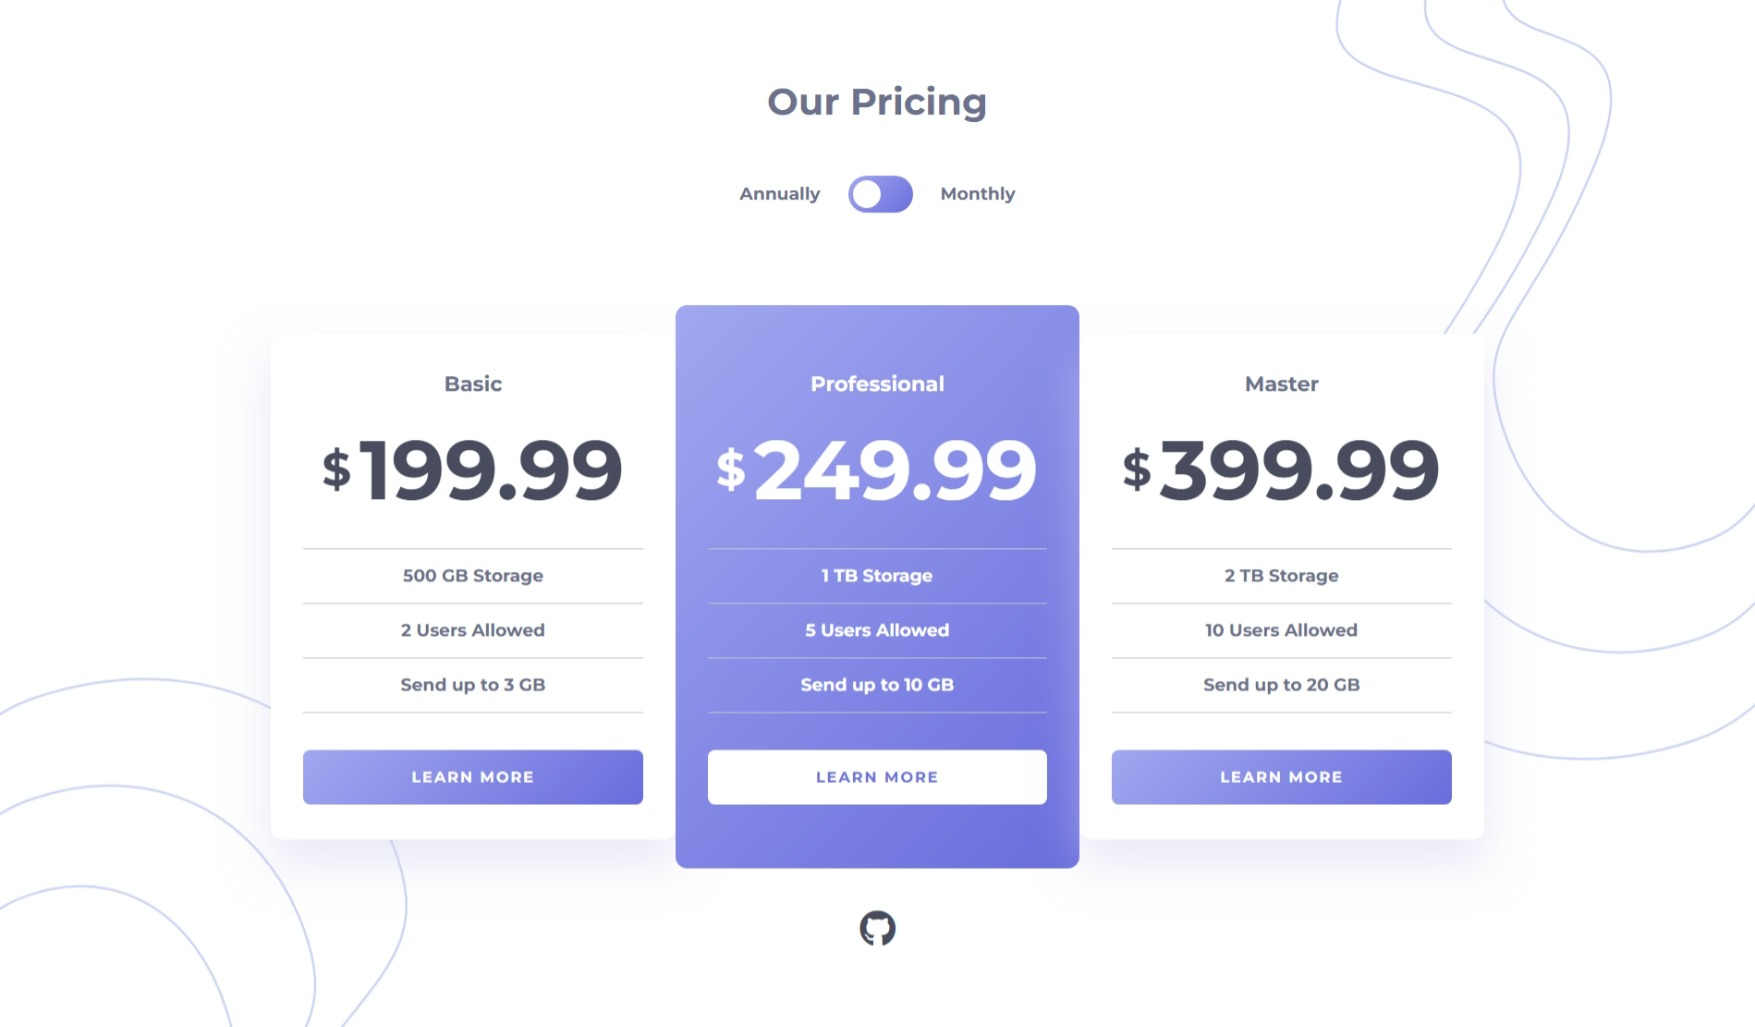 Our Pricing
Annually Monthly
Basic
$199.99
500 GB Storage
2 Users Allowed
Send up to 3 GB
LEARN MORE
Professional
$249.99
1 TB Storage
5 Users Allowed
Send up to 10 GB
LEARN MORE
Master
$399.99
2 TB Storage
10 Users Allowed
Send up to 20 GB
LEARN MORE